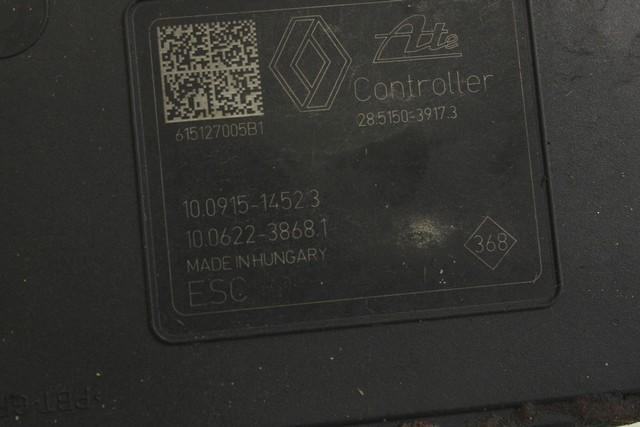 Ate
Controller
28.5150-3917.3
615127005B1
10.0915-1452.3
10.0622-3868.1
368
MADE IN HUNGARY
ESC